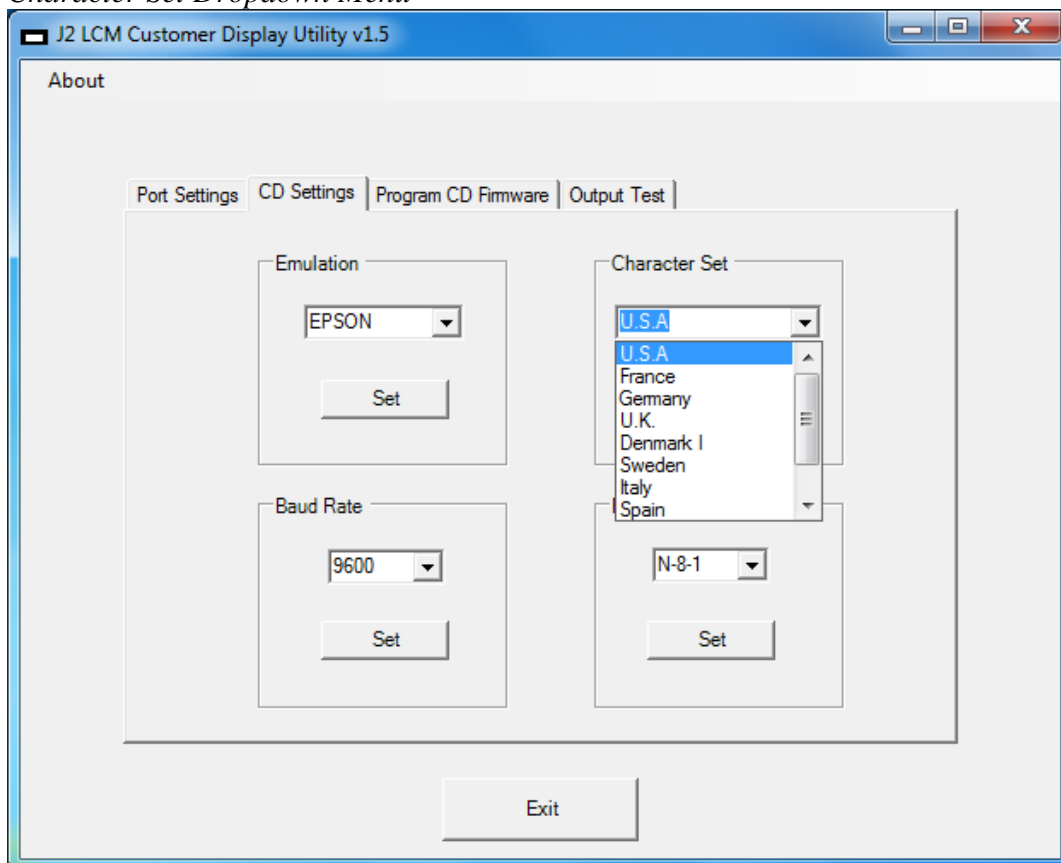 Character Set Dropdown Menu
J2 LCM Customer Display Utility v1.5
About
Port Settings CD Settings Program CD Firmware Output Test
Emulation
EPSON
Set
Character Set
U.S.A
U.S.A
France
Germany
U.K.
Denmark I
Sweden
Italy
Spain
Baud Rate
9600
Set
N-8-1
Set
Exit